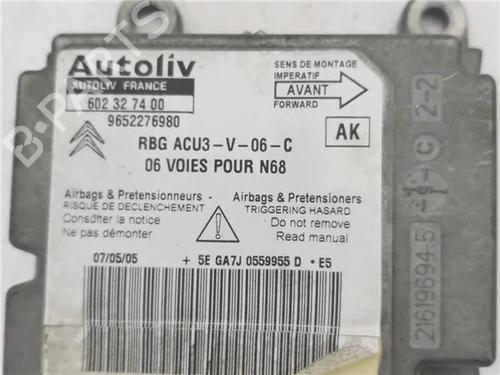 Autoliv
AUTOLIV FRANCE
602 32 74 00
9652276980
SENS DE MONTAGE
IMPERATIF
AVANT
FORWARD
RBG ACU3-V-06-C
AK
06 VOIES POUR N68
Airbags & Pretensionneurs
RISQUE DE DECLENCHEMENT
Consulter la notice
Ne pas démonter
Airbags & Pretensioners
TRIGGERING HASARD
Do not remove
Read manual
07/05/05
+ 5E GA7J 0559955 D * E5
21619694-5
C 2-2
B-PARTS